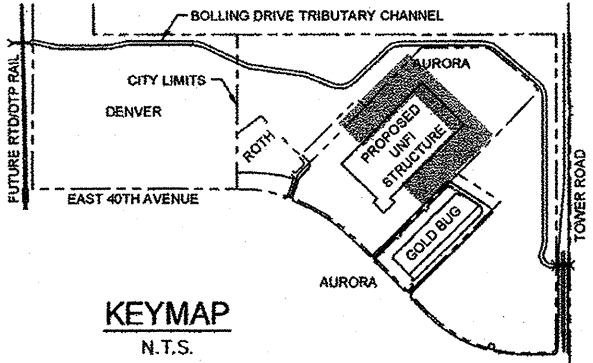 BOLLING DRIVE TRIBUTARY CHANNEL
FUTURE RTD/DTP RAIL
CITY LIMITS
AURORA
DENVER
ROTH
PROPOSED
UNFI
STRUCTURE
EAST 40TH AVENUE
GOLD BUG
TOWER ROAD
AURORA
KEYMAP
N.T.S.